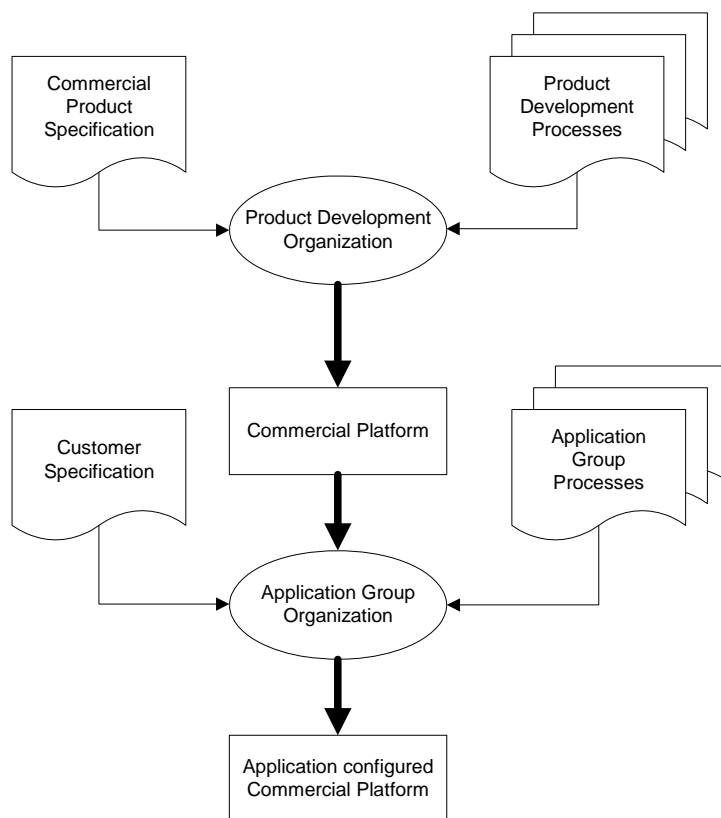 Commercial
Product
Specification
Product
Development
Processes
Product Development
Organization
Commercial Platform
Customer
Specification
Application
Group
Processes
Application Group
Organization
Application configured
Commercial Platform